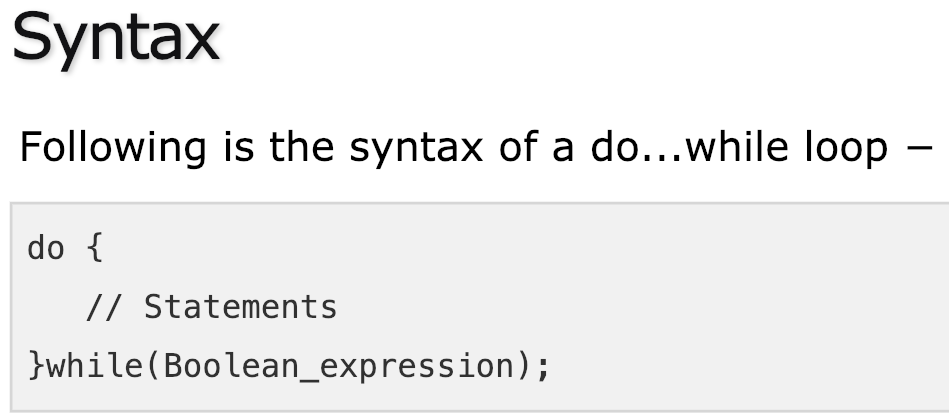 Syntax
Following is the syntax of a do...while loop −
do {
   // Statements
}while(Boolean_expression);